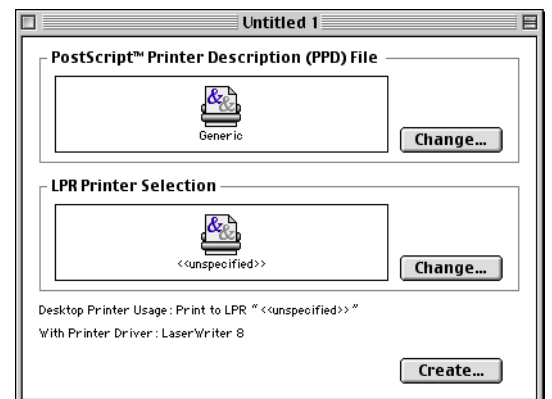 Untitled 1
PostScript™ Printer Description (PPD) File
Generic
Change...
LPR Printer Selection
<<unspecified>>
Change...
Desktop Printer Usage: Print to LPR "<<unspecified>>"
With Printer Driver: LaserWriter 8
Create...